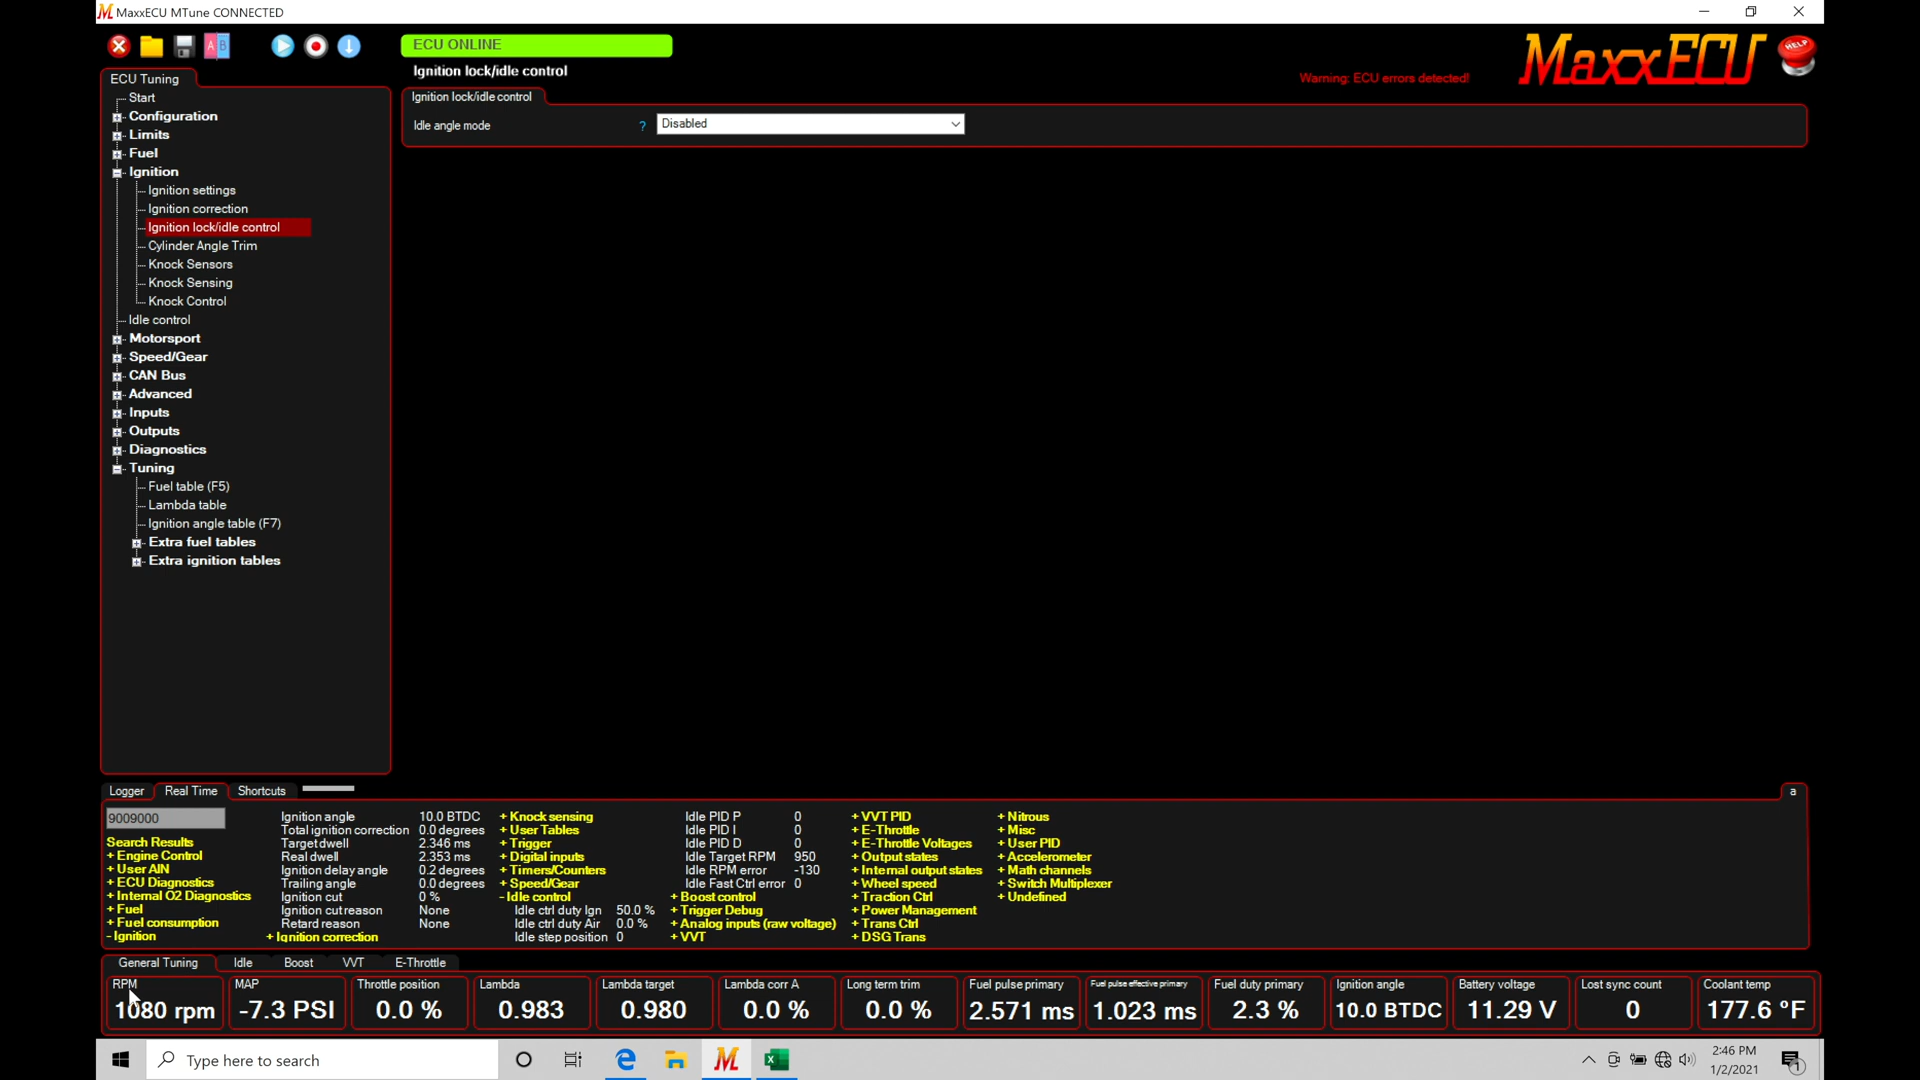 MaxxECU MTune CONNECTED
A B
ECU ONLINE
Ignition lock/idle control
Warning: ECU errors detected!
MaxxECU
HELP
ECU Tuning
Start
Configuration
Limits
Fuel
Ignition
Ignition settings
Ignition correction
Ignition lock/idle control
Cylinder Angle Trim
Knock Sensors
Knock Sensing
Knock Control
Idle control
Motorsport
Speed/Gear
CAN Bus
Advanced
Inputs
Outputs
Diagnostics
Tuning
Fuel table (F5)
Lambda table
Ignition angle table (F7)
Extra fuel tables
Extra ignition tables
Ignition lock/idle control
Idle angle mode ? Disabled
Logger Real Time Shortcuts a
9009000
Search Results
+ Engine Control
+ User AIN
+ ECU Diagnostics
+ Internal O2 Diagnostics
+ Fuel
+ Fuel consumption
- Ignition
Ignition angle 10.0 BTDC
Total ignition correction 0.0 degrees
Target dwell 2.346 ms
Real dwell 2.353 ms
Ignition delay angle 0.2 degrees
Trailing angle 0.0 degrees
Ignition cut 0 %
Ignition cut reason None
Retard reason None
+ Ignition correction
+ Knock sensing
+ User Tables
+ Trigger
+ Digital inputs
+ Timers/Counters
+ Speed/Gear
- Idle control
Idle ctrl duty Ign 50.0 %
Idle ctrl duty Air 0.0 %
Idle step position 0
Idle PID P 0
Idle PID I 0
Idle PID D 0
Idle Target RPM 950
Idle RPM error -130
Idle Fast Ctrl error 0
+ Boost control
+ Trigger Debug
+ Analog inputs (raw voltage)
+ VVT
+ VVT PID
+ E-Throttle
+ E-Throttle Voltages
+ Output states
+ Internal output states
+ Wheel speed
+ Traction Ctrl
+ Power Management
+ Trans Ctrl
+ DSG Trans
+ Nitrous
+ Misc
+ User PID
+ Accelerometer
+ Math channels
+ Switch Multiplexer
+ Undefined
General Tuning Idle Boost VVT E-Throttle
RPM
1080 rpm
MAP
-7.3 PSI
Throttle position
0.0 %
Lambda
0.983
Lambda target
0.980
Lambda corr A
0.0 %
Long term trim
0.0 %
Fuel pulse primary
2.571 ms
Fuel pulse effective primary
1.023 ms
Fuel duty primary
2.3 %
Ignition angle
10.0 BTDC
Battery voltage
11.29 V
Lost sync count
0
Coolant temp
177.6 °F
Type here to search
2:46 PM
1/2/2021
1